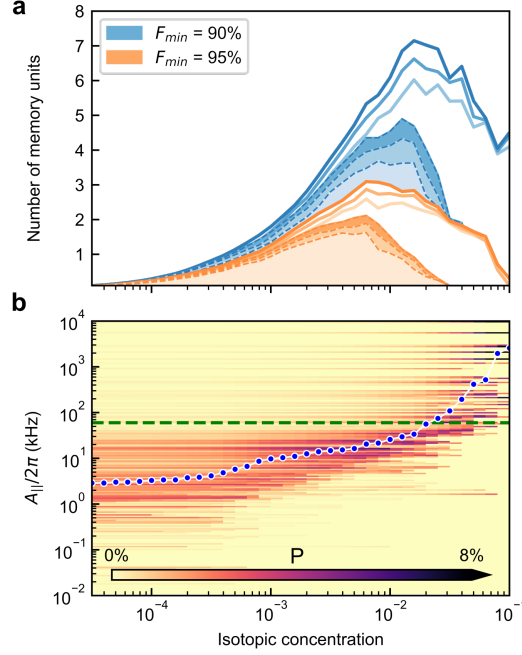 a
8
7
6
5
4
3
2
1
Number of memory units
F_min = 90%
F_min = 95%
b
10^4
10^3
10^2
10^1
10^0
10^-1
10^-2
A_||/2π (kHz)
0% P 8%
10^-4 10^-3 10^-2 10^-1
Isotopic concentration